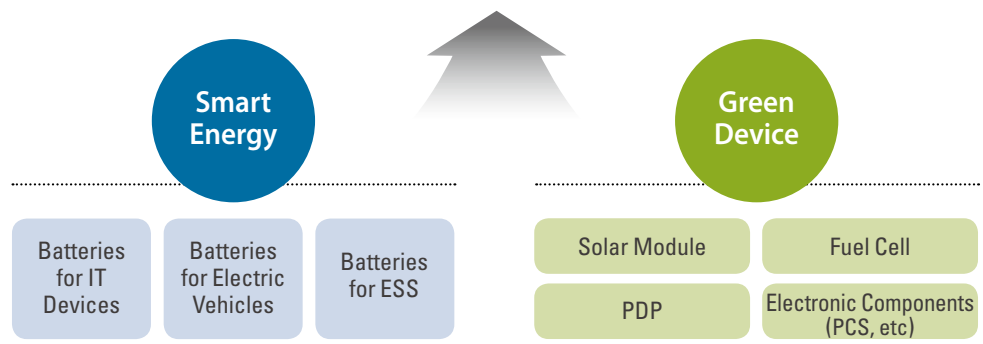 Smart
Energy
Green
Device
Batteries
for IT
Devices
Batteries
for Electric
Vehicles
Batteries
for ESS
Solar Module
Fuel Cell
PDP
Electronic Components
(PCS, etc)